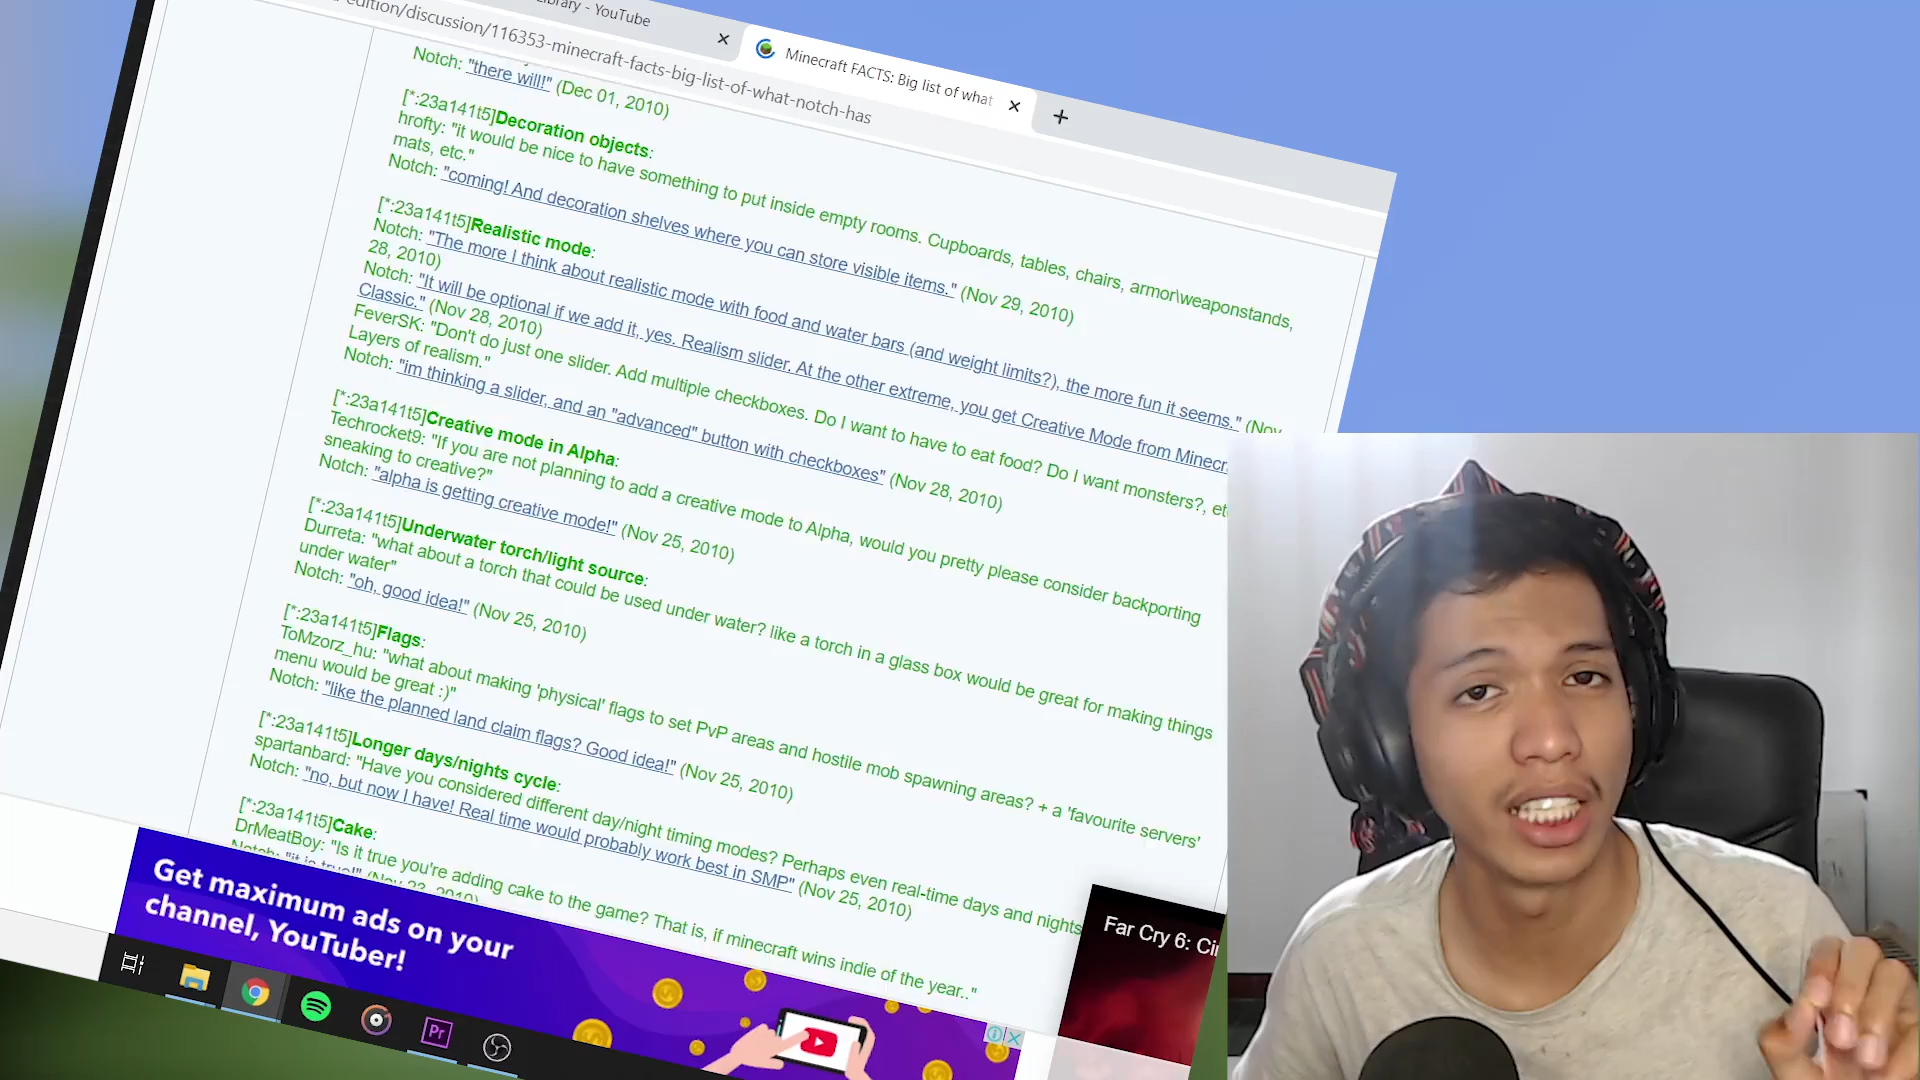 Library - YouTube
Minecraft FACTS: Big list of what
edition/discussion/116353-minecraft-facts-big-list-of-what-notch-has
Notch: "there will!" (Dec 01, 2010)
[*:23a141t5]Decoration objects:
hrofty: "it would be nice to have something to put inside empty rooms. Cupboards, tables, chairs, armor\weaponstands,
mats, etc."
Notch: "coming! And decoration shelves where you can store visible items." (Nov 29, 2010)
[*:23a141t5]Realistic mode:
Notch: "The more I think about realistic mode with food and water bars (and weight limits?), the more fun it seems." (Nov
28, 2010)
Notch: "It will be optional if we add it, yes. Realism slider. At the other extreme, you get Creative Mode from Minecr
Classic." (Nov 28, 2010)
FeverSK: "Don't do just one slider. Add multiple checkboxes. Do I want to have to eat food? Do I want monsters?, etc
Layers of realism."
Notch: "im thinking a slider, and an "advanced" button with checkboxes" (Nov 28, 2010)
[*:23a141t5]Creative mode in Alpha:
Techrocket9: "If you are not planning to add a creative mode to Alpha, would you pretty please consider backporting
sneaking to creative?"
Notch: "alpha is getting creative mode!" (Nov 25, 2010)
[*:23a141t5]Underwater torch/light source:
Durreta: "what about a torch that could be used under water? like a torch in a glass box would be great for making things
under water"
Notch: "oh, good idea!" (Nov 25, 2010)
[*:23a141t5]Flags:
ToMzorz_hu: "what about making 'physical' flags to set PvP areas and hostile mob spawning areas? + a 'favourite servers'
menu would be great :)"
Notch: "like the planned land claim flags? Good idea!" (Nov 25, 2010)
[*:23a141t5]Longer days/nights cycle:
spartanbard: "Have you considered different day/night timing modes? Perhaps even real-time days and nights
Notch: "no, but now I have! Real time would probably work best in SMP" (Nov 25, 2010)
[*:23a141t5]Cake:
DrMeatBoy: "Is it true you're adding cake to the game? That is, if minecraft wins indie of the year.."
Notch: "it is true!" (Nov 23, 2010)
Get maximum ads on your
channel, YouTuber!
Far Cry 6: Ci
Pr